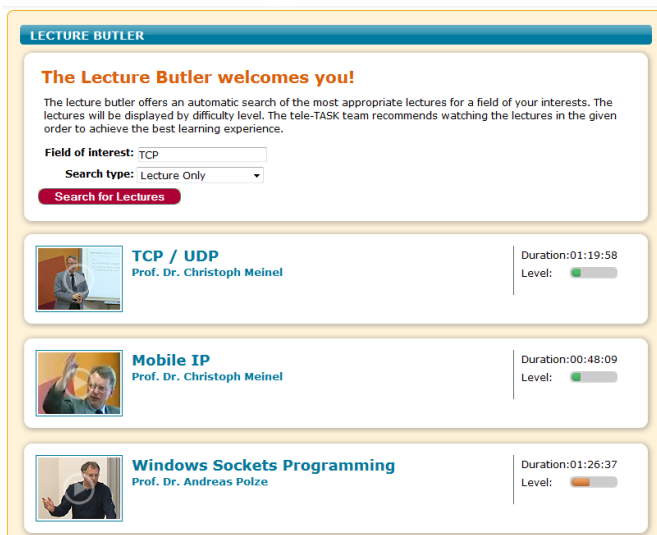 LECTURE BUTLER
The Lecture Butler welcomes you!
The lecture butler offers an automatic search of the most appropriate lectures for a field of your interests. The
lectures will be displayed by difficulty level. The tele-TASK team recommends watching the lectures in the given
order to achieve the best learning experience.
Field of interest: TCP
Search type: Lecture Only
Search for Lectures
TCP / UDP
Prof. Dr. Christoph Meinel
Duration:01:19:58
Level:
Mobile IP
Prof. Dr. Christoph Meinel
Duration:00:48:09
Level:
Windows Sockets Programming
Prof. Dr. Andreas Polze
Duration:01:26:37
Level: